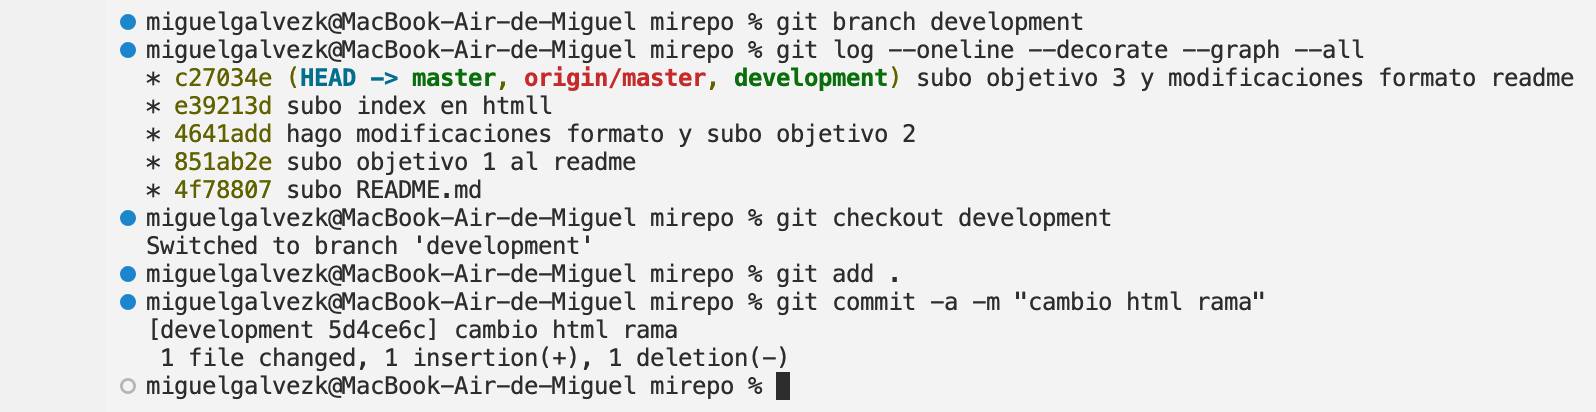 miguelgalvezk@MacBook-Air-de-Miguel mirepo % git branch development
miguelgalvezk@MacBook-Air-de-Miguel mirepo % git log --oneline --decorate --graph --all
* c27034e (HEAD -> master, origin/master, development) subo objetivo 3 y modificaciones formato readme
* e39213d subo index en htmll
* 4641add hago modificaciones formato y subo objetivo 2
* 851ab2e subo objetivo 1 al readme
* 4f78807 subo README.md
miguelgalvezk@MacBook-Air-de-Miguel mirepo % git checkout development
Switched to branch 'development'
miguelgalvezk@MacBook-Air-de-Miguel mirepo % git add .
miguelgalvezk@MacBook-Air-de-Miguel mirepo % git commit -a -m "cambio html rama"
[development 5d4ce6c] cambio html rama
 1 file changed, 1 insertion(+), 1 deletion(-)
miguelgalvezk@MacBook-Air-de-Miguel mirepo %